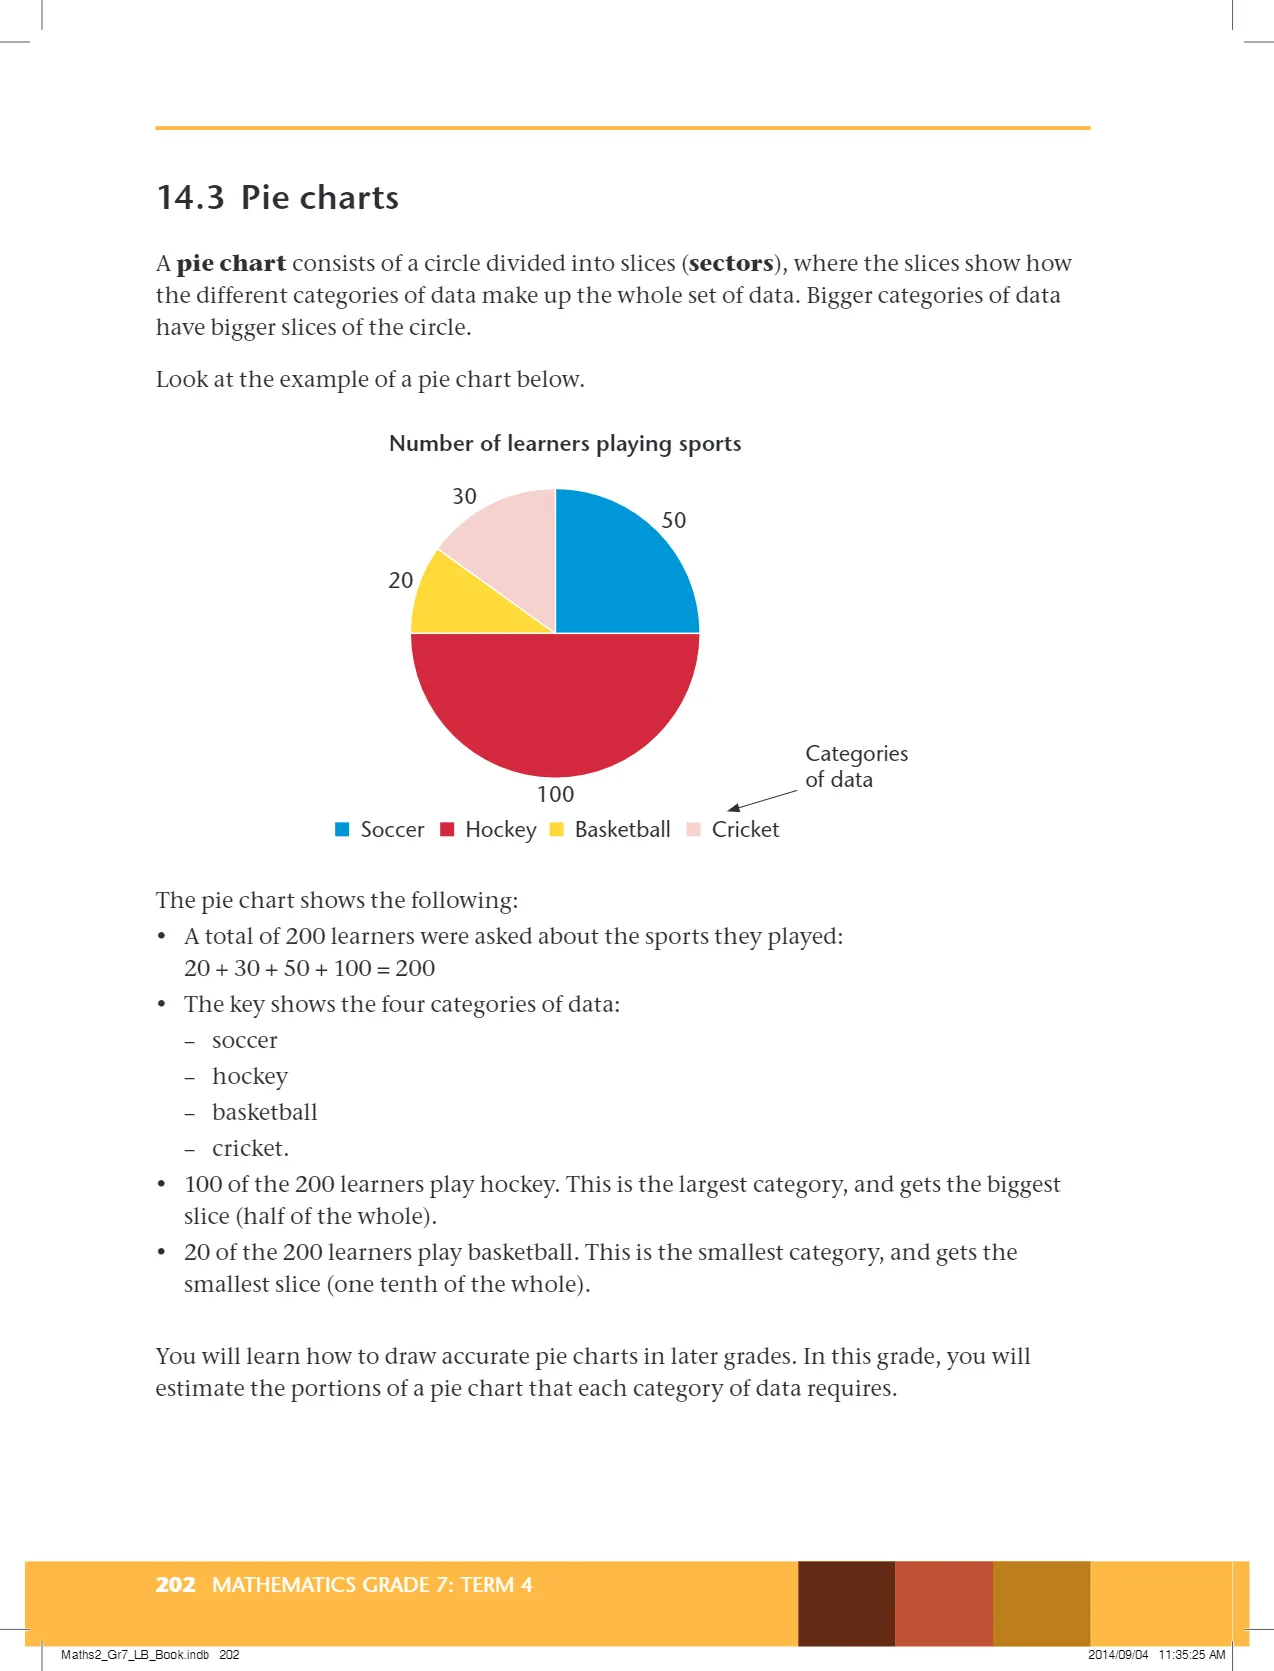 14.3 Pie charts
A pie chart consists of a circle divided into slices (sectors), where the slices show how
the different categories of data make up the whole set of data. Bigger categories of data
have bigger slices of the circle.
Look at the example of a pie chart below.
Number of learners playing sports
30
50
20
100
Categories
of data
Soccer Hockey Basketball Cricket
The pie chart shows the following:
• A total of 200 learners were asked about the sports they played:
20 + 30 + 50 + 100 = 200
• The key shows the four categories of data:
– soccer
– hockey
– basketball
– cricket.
• 100 of the 200 learners play hockey. This is the largest category, and gets the biggest
slice (half of the whole).
• 20 of the 200 learners play basketball. This is the smallest category, and gets the
smallest slice (one tenth of the whole).
You will learn how to draw accurate pie charts in later grades. In this grade, you will
estimate the portions of a pie chart that each category of data requires.
202 MATHEMATICS GRADE 7: TERM 4
Maths2_Gr7_LB_Book.indb 202
2014/09/04 11:35:25 AM